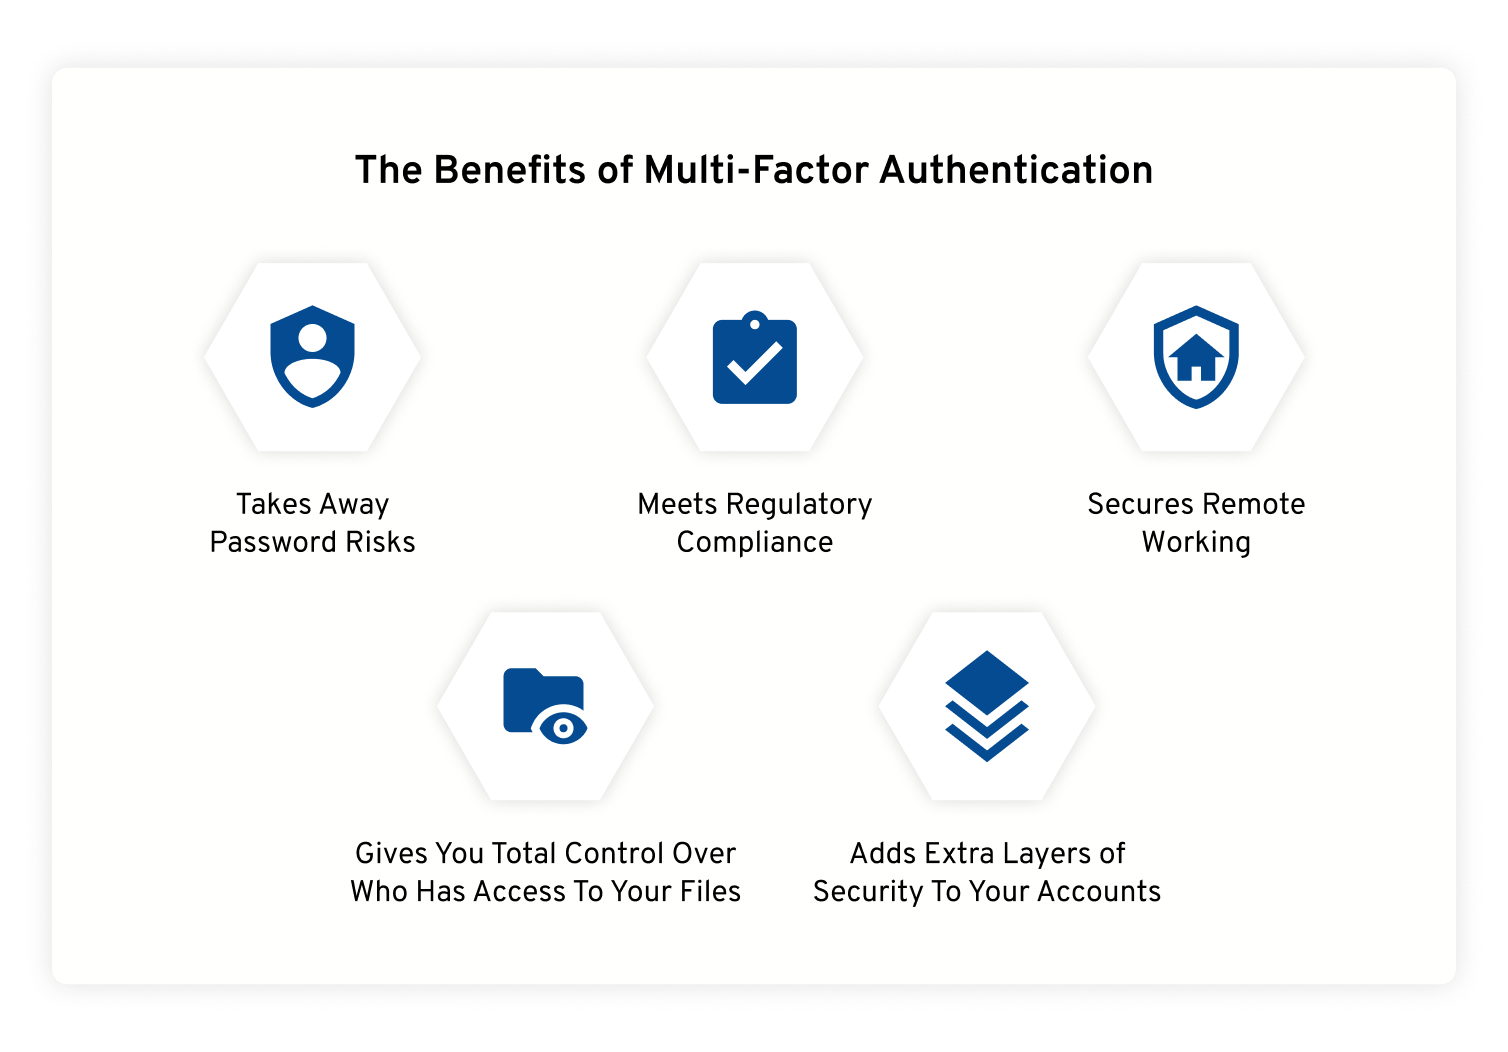 The Benefits of Multi-Factor Authentication
Takes Away
Password Risks
Meets Regulatory
Compliance
Secures Remote
Working
Gives You Total Control Over
Who Has Access To Your Files
Adds Extra Layers of
Security To Your Accounts